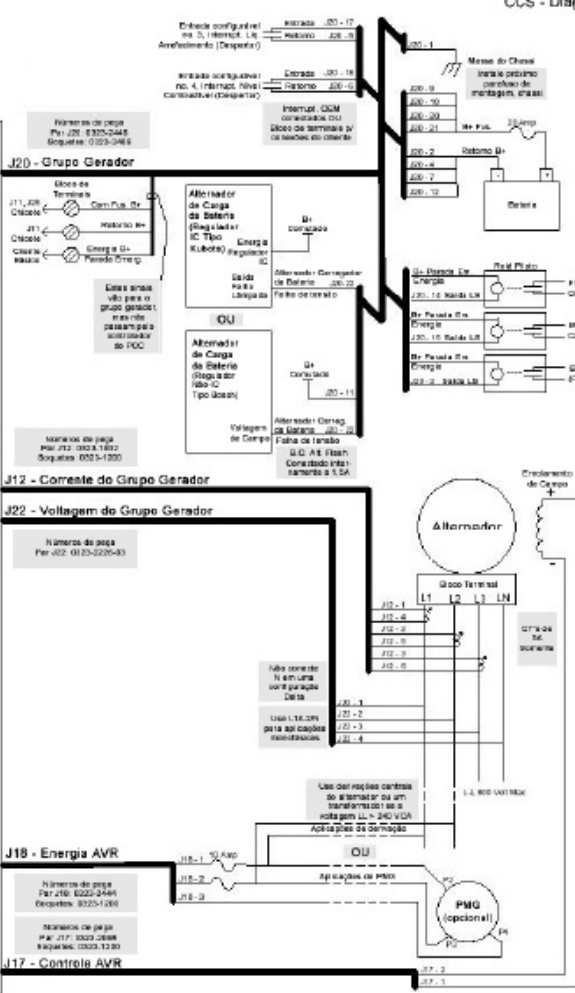 CCS - Diag
Entrada configurável
no. 3, Interrupt. Liq.
Arrefecimento (Despertar)
Entrada J20 - 17
Retorno J20 - 5
Entrada configurável
no. 4, Interrupt. Nível
Combustível (Despertar)
Entrada J20 - 18
Retorno J20 - 6
Interrupt. OEM
conectados OU
Bloco de terminais p/
conexões do cliente
J20 - 1
Massa do Chassi
Instale próximo
parafuso de
montagem, chassi
Números de peça
Par J20: 0323-2446
Soquetes: 0323-2466
J20 - Grupo Gerador
J20 - 9
J20 - 10
J20 - 20
J20 - 21
B+ Fus.
20 Amp
J20 - 2
Retorno B+
J20 - 4
J20 - 7
J20 - 12
+
-
Bateria
Bloco de
Terminais
J11, J20
Chicote
Com Fus. B+
J11
Chicote
Retorno B+
Cliente
Energia B+
Parada Emerg.
Estes sinais
vão para o
grupo gerador,
mas não
passam pelo
controlador
do PCC
Alternador
de Carga
da Bateria
(Regulador
IC Tipo
Kubota)
B+
Comutada
Energia
Regulador
IC
Saída
Falha
Lâmpada
Alternador Carregador
da Bateria J20 - 22
Falha de tensão
OU
Alternador
de Carga
da Bateria
(Regulador
Não-IC
Tipo Bosch)
B+
Comutada
J20 - 11
Voltagem
de Campo
Alternador Carreg.
da Bateria J20 - 22
Falha de tensão
B.C. Alt. Flash
Conectado inter-
namente a 1,5A
Relé Piloto
B+ Parada Em.
Energia
J20 - 14 Saída LS
B+ Parada Em.
Energia
J20 - 15 Saída LS
B+ Parada Em.
Energia
J20 - 3 Saída LS
Números de peça
Par J12: 0323-1932
Soquetes: 0323-1200
J12 - Corrente do Grupo Gerador
J22 - Voltagem do Grupo Gerador
Números de peça
Par J22: 0323-2226-03
Enrolamento
de Campo
+
-
Alternador
Bloco Terminal
L1 L2 L3 LN
J12 - 1
J12 - 4
J12 - 2
J12 - 5
J12 - 3
J12 - 6
CTs de
5A
Somente
Não conecte
N em uma
configuração
Delta
Use L1/L2/N
para aplicações
monofásicas
J22 - 1
J22 - 2
J22 - 3
J22 - 4
L-L 600 Volt Max
Use derivações centrais
do alternador ou um
transformador se a
voltagem LL > 240 VCA
Aplicações de derivação
J18 - Energia AVR
J18 - 1
10 Amp
J18 - 2
J18 - 3
OU
Aplicações de PMG
Números de peça
Par J18: 0323-2444
Soquetes: 0323-1200
Números de peça
Par J17: 0323-2098
Soquetes: 0323-1200
P2
PMG
(opcional)
P3
P4
J17 - Controle AVR
J17 - 2
J17 - 1